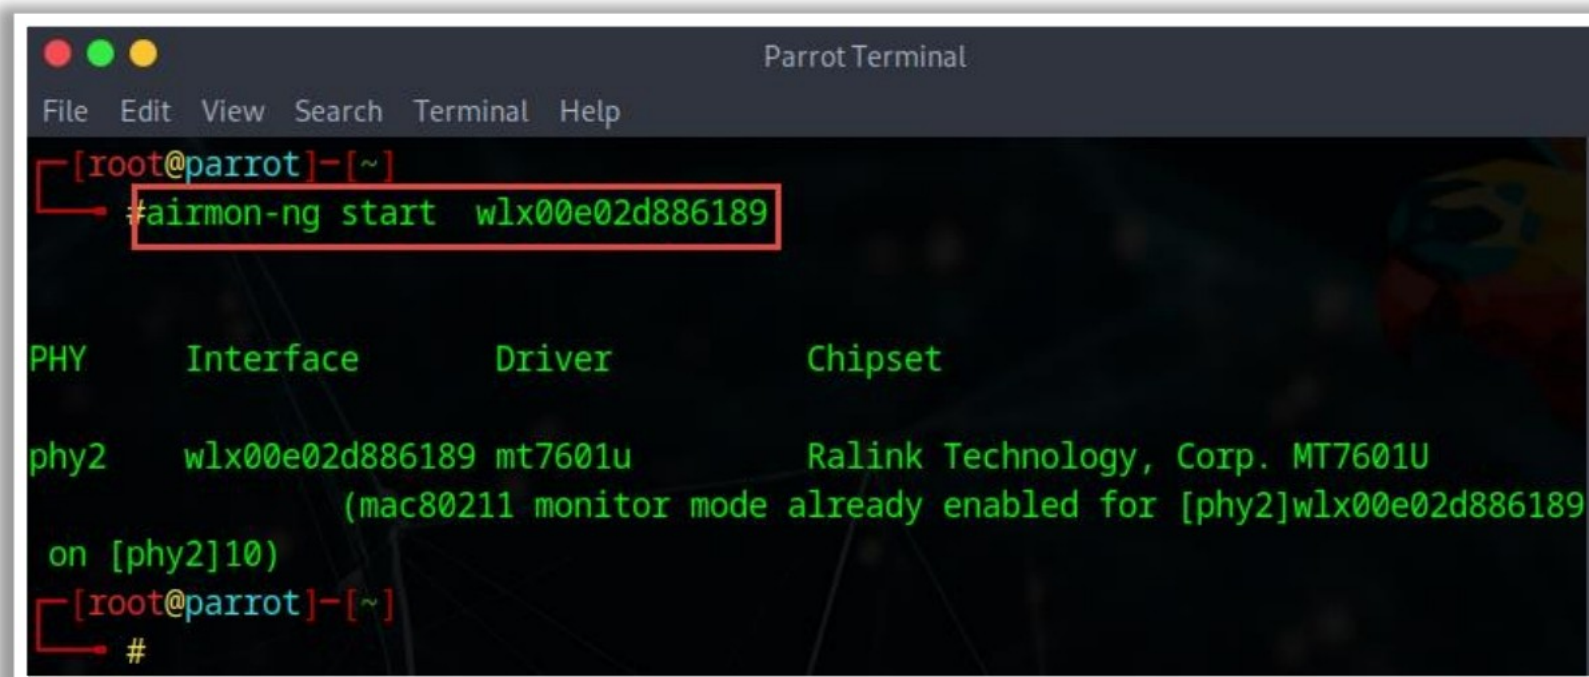 Parrot Terminal
File Edit View Search Terminal Help
[root@parrot]-[~]
#airmon-ng start  wlx00e02d886189
PHY Interface Driver Chipset
phy2 wlx00e02d886189 mt7601u Ralink Technology, Corp. MT7601U
(mac80211 monitor mode already enabled for [phy2]wlx00e02d886189
on [phy2]10)
[root@parrot]-[~]
#